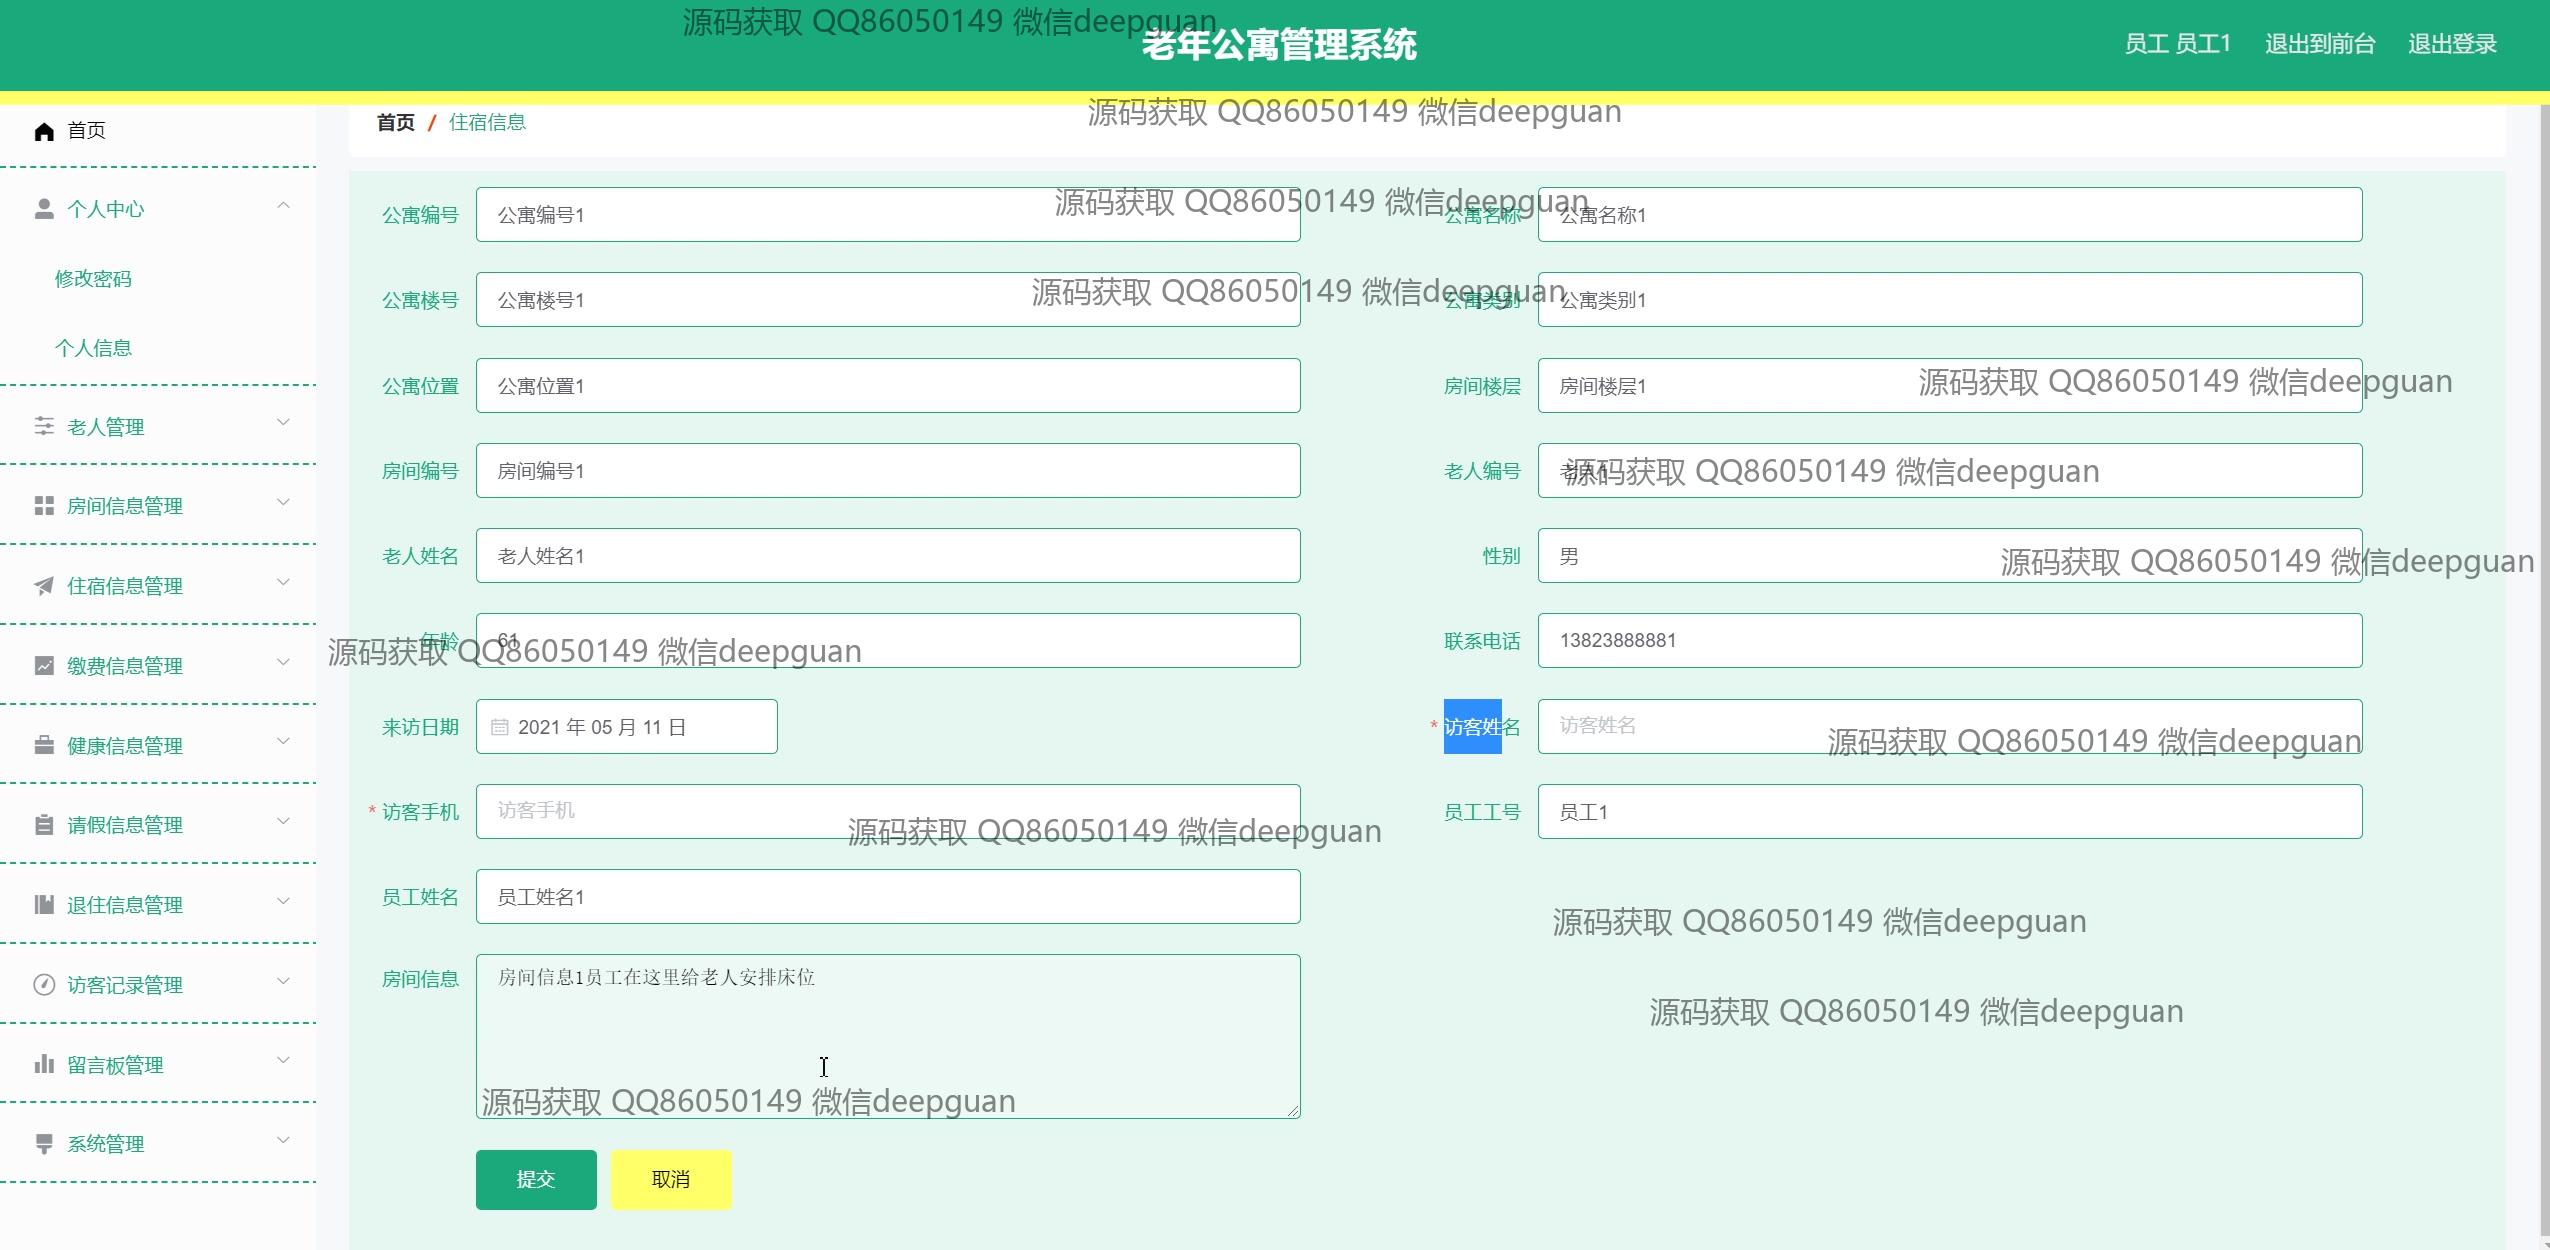 源码获取 QQ86050149 微信deepguan
老年公寓管理系统
员工 员工1 退出到前台 退出登录
源码获取 QQ86050149 微信deepguan
首页
首页 / 住宿信息
个人中心
源码获取 QQ86050149 微信deepguan
公寓编号 公寓编号1 公寓名称 公寓名称1
修改密码
源码获取 QQ86050149 微信deepguan
公寓楼号 公寓楼号1 公寓类别 公寓类别1
个人信息
源码获取 QQ86050149 微信deepguan
公寓位置 公寓位置1 房间楼层 房间楼层1
老人管理
源码获取 QQ86050149 微信deepguan
房间编号 房间编号1 老人编号 老人1
房间信息管理
源码获取 QQ86050149 微信deepguan
老人姓名 老人姓名1 性别 男
住宿信息管理
源码获取 QQ86050149 微信deepguan
年龄 61 联系电话 13823888881
缴费信息管理
来访日期 2021 年 05 月 11 日 * 访客姓名 访客姓名
源码获取 QQ86050149 微信deepguan
健康信息管理
* 访客手机 访客手机 员工工号 员工1
源码获取 QQ86050149 微信deepguan
请假信息管理
员工姓名 员工姓名1
退住信息管理
源码获取 QQ86050149 微信deepguan
房间信息 房间信息1员工在这里给老人安排床位
访客记录管理
源码获取 QQ86050149 微信deepguan
留言板管理
源码获取 QQ86050149 微信deepguan
系统管理
提交 取消